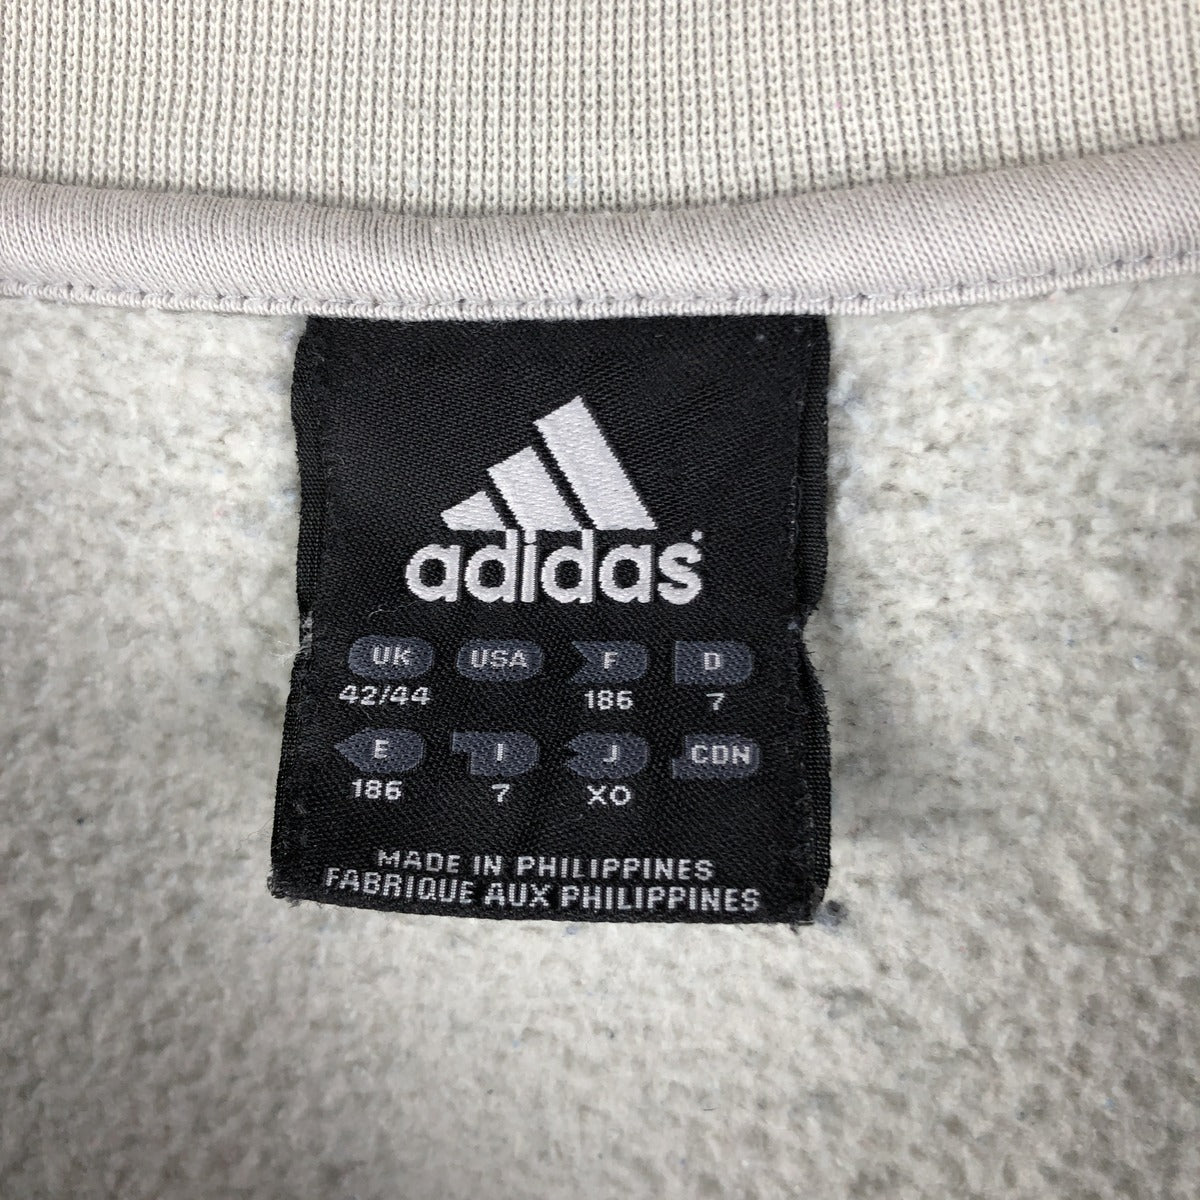 adidas
UK USA F D
42/44 186 7
E I J CDN
186 7 XO
MADE IN PHILIPPINES
FABRIQUE AUX PHILIPPINES